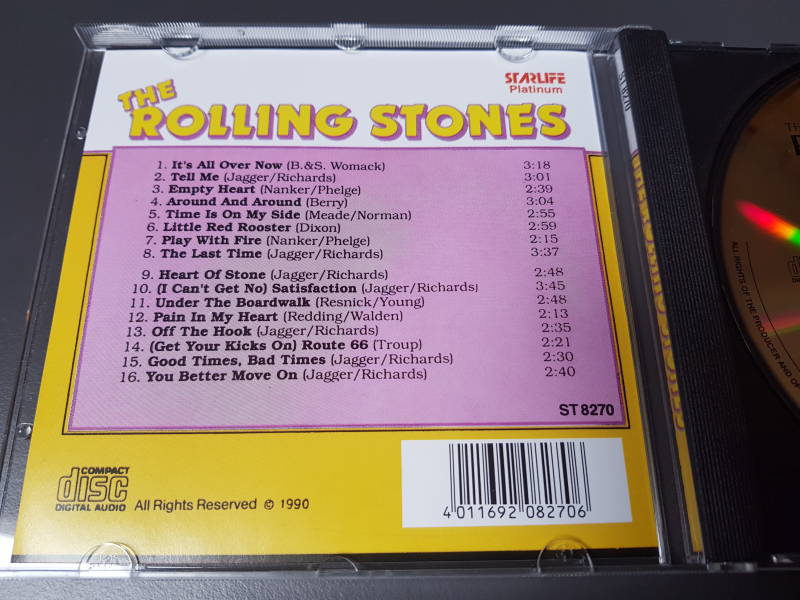 STARLIFE
Platinum
THE
ROLLING STONES
1. It's All Over Now (B.&S. Womack) 3:18
2. Tell Me (Jagger/Richards) 3:01
3. Empty Heart (Nanker/Phelge) 2:39
4. Around And Around (Berry) 3:04
5. Time Is On My Side (Meade/Norman) 2:55
6. Little Red Rooster (Dixon) 2:59
7. Play With Fire (Nanker/Phelge) 2:15
8. The Last Time (Jagger/Richards) 3:37
9. Heart Of Stone (Jagger/Richards) 2:48
10. (I Can't Get No) Satisfaction (Jagger/Richards) 3:45
11. Under The Boardwalk (Resnick/Young) 2:48
12. Pain In My Heart (Redding/Walden) 2:13
13. Off The Hook (Jagger/Richards) 2:35
14. (Get Your Kicks On) Route 66 (Troup) 2:21
15. Good Times, Bad Times (Jagger/Richards) 2:30
16. You Better Move On (Jagger/Richards) 2:40
ST 8270
COMPACT
disc
DIGITAL AUDIO
All Rights Reserved © 1990
4 011692 082706
ST 8270
THE ROLLING STONES
ALL RIGHTS OF THE PRODUCER AND OF